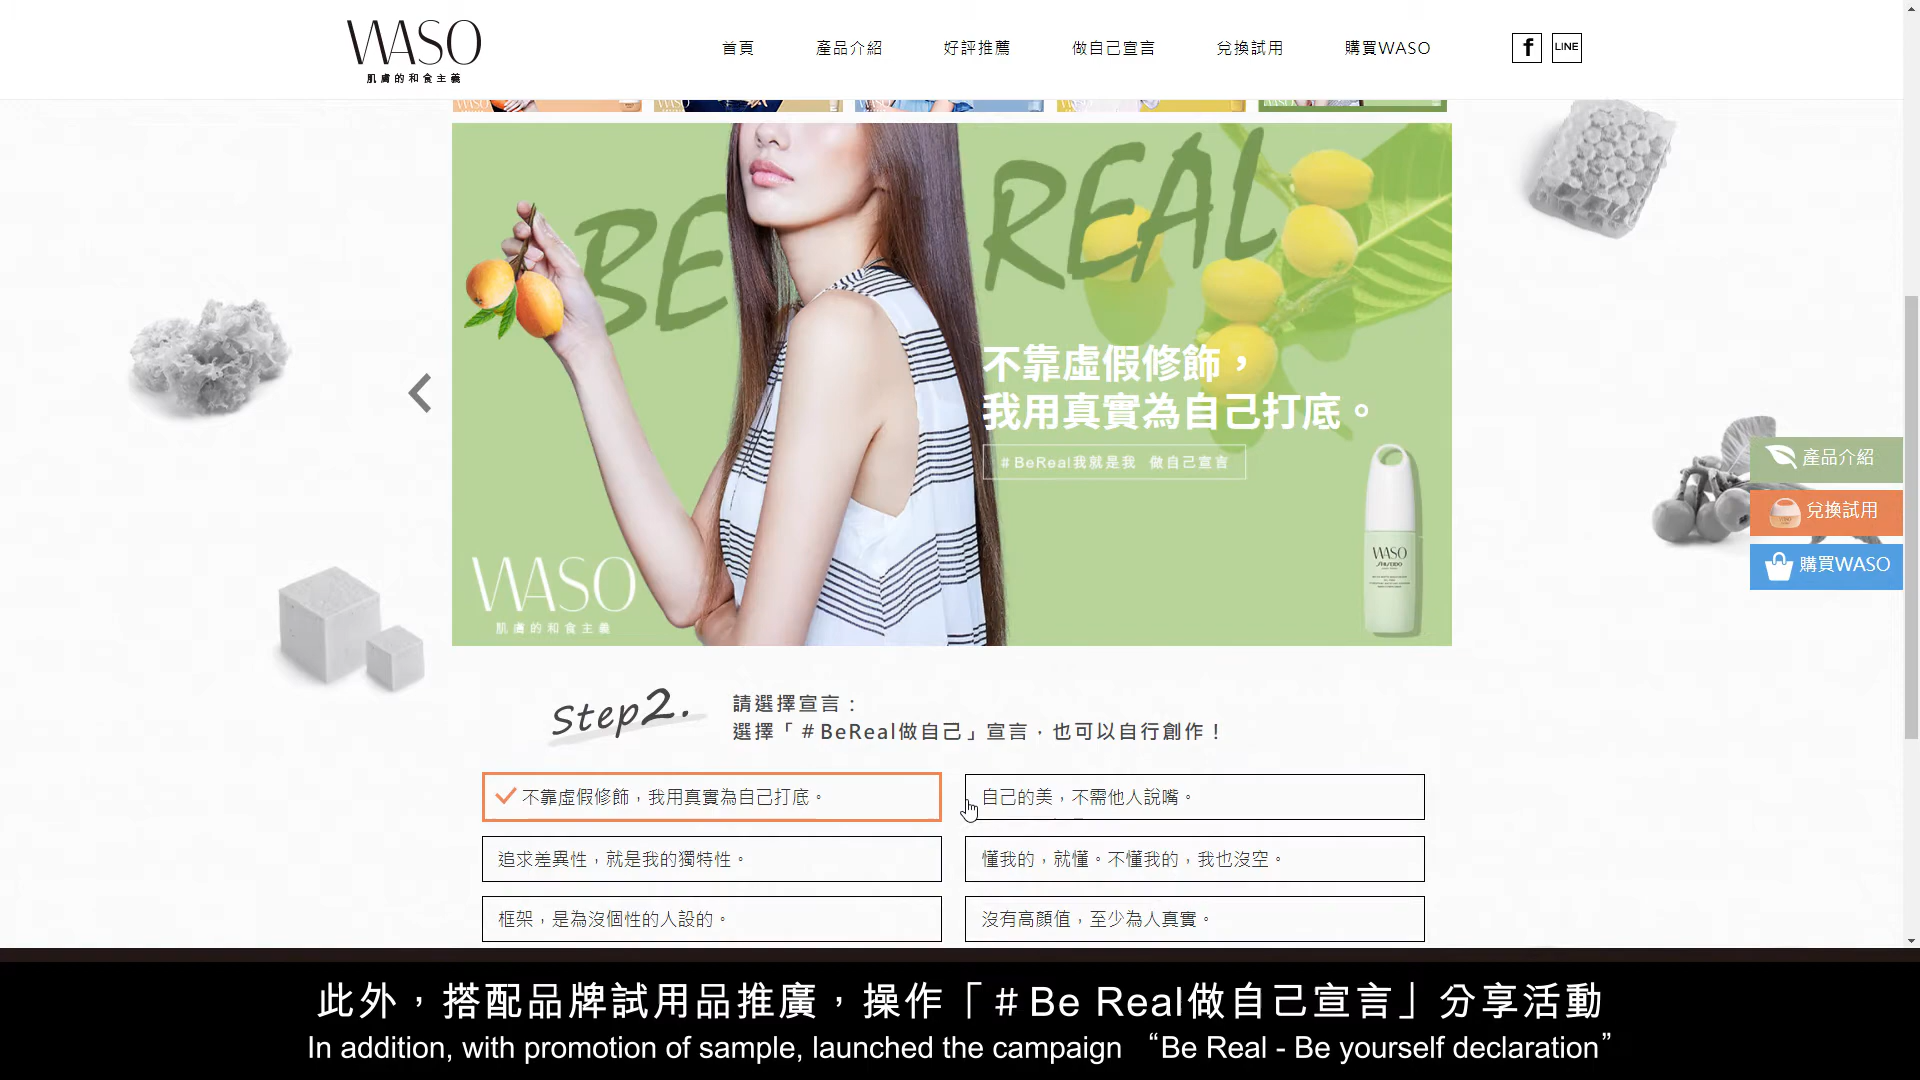 WASO
肌膚的和食主義
首頁
產品介紹
好評推薦
做自己宣言
兌換試用
購買WASO
f
LINE
BE REAL
不靠虛假修飾，
我用真實為自己打底。
#BeReal我就是我 做自己宣言
WASO
SHISEIDO
WASO
肌膚的和食主義
產品介紹
兌換試用
購買WASO
Step2.
請選擇宣言：
選擇「#BeReal做自己」宣言，也可以自行創作！
不靠虛假修飾，我用真實為自己打底。
自己的美，不需他人說嘴。
追求差異性，就是我的獨特性。
懂我的，就懂。不懂我的，我也沒空。
框架，是為沒個性的人設的。
沒有高顏值，至少為人真實。
此外，搭配品牌試用品推廣，操作「#Be Real做自己宣言」分享活動
In addition, with promotion of sample, launched the campaign “Be Real - Be yourself declaration”